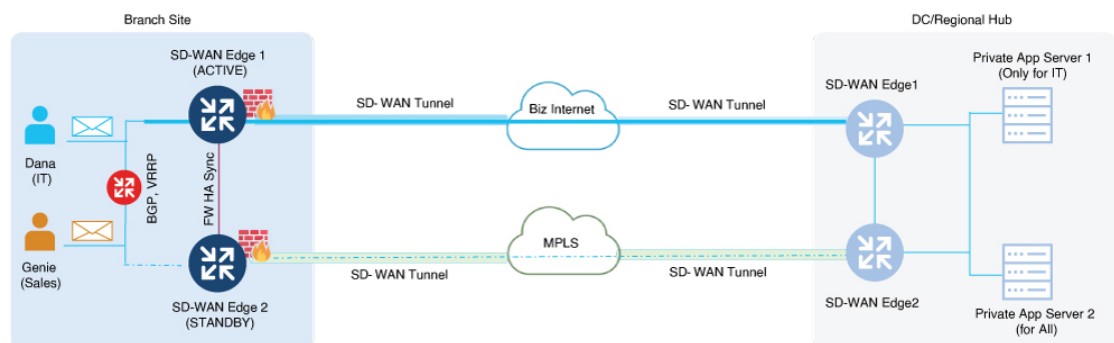 Branch Site
DC/Regional Hub
SD-WAN Edge 1
(ACTIVE)
SD- WAN Tunnel
Biz Internet
SD- WAN Tunnel
SD-WAN Edge1
Private App Server 1
(Only for IT)
Dana
(IT)
BGP, VRRP
FW HA Sync
Genie
(Sales)
MPLS
SD- WAN Tunnel
SD- WAN Tunnel
SD-WAN Edge 2
(STANDBY)
SD-WAN Edge2
Private App Server 2
(for All)